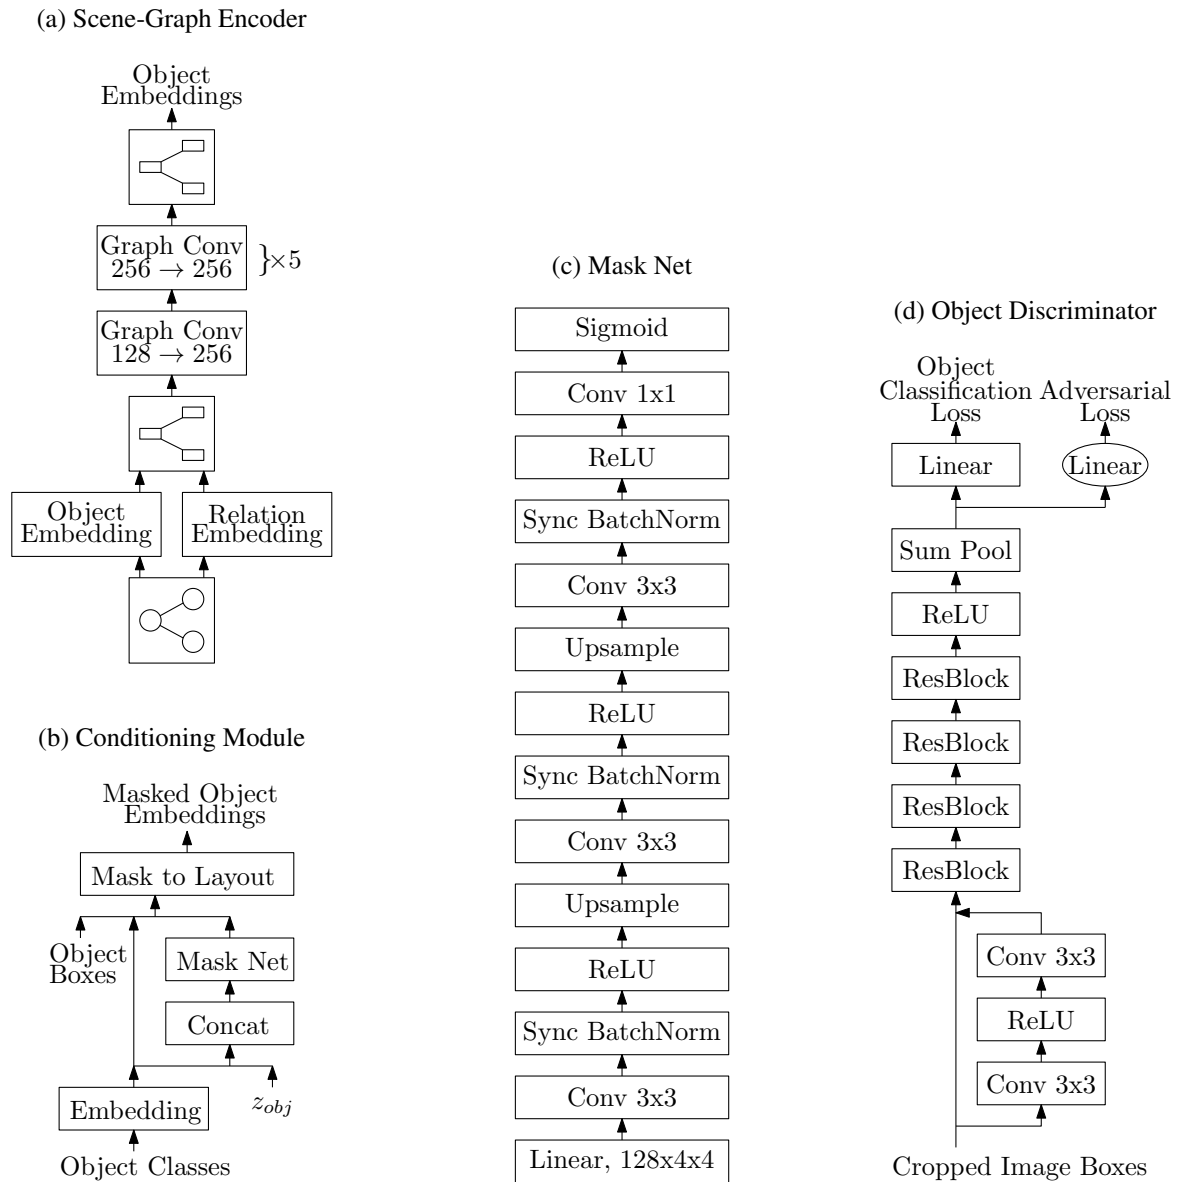 (a) Scene-Graph Encoder
Object
Embeddings
Graph Conv
256 → 256
}×5
Graph Conv
128 → 256
Object
Embedding
Relation
Embedding
(b) Conditioning Module
Masked Object
Embeddings
Mask to Layout
Object
Boxes
Mask Net
Concat
Embedding
z_obj
Object Classes
(c) Mask Net
Sigmoid
Conv 1x1
ReLU
Sync BatchNorm
Conv 3x3
Upsample
ReLU
Sync BatchNorm
Conv 3x3
Upsample
ReLU
Sync BatchNorm
Conv 3x3
Linear, 128x4x4
(d) Object Discriminator
Object
Classification
Loss
Adversarial
Loss
Linear
Linear
Sum Pool
ReLU
ResBlock
ResBlock
ResBlock
ResBlock
Conv 3x3
ReLU
Conv 3x3
Cropped Image Boxes